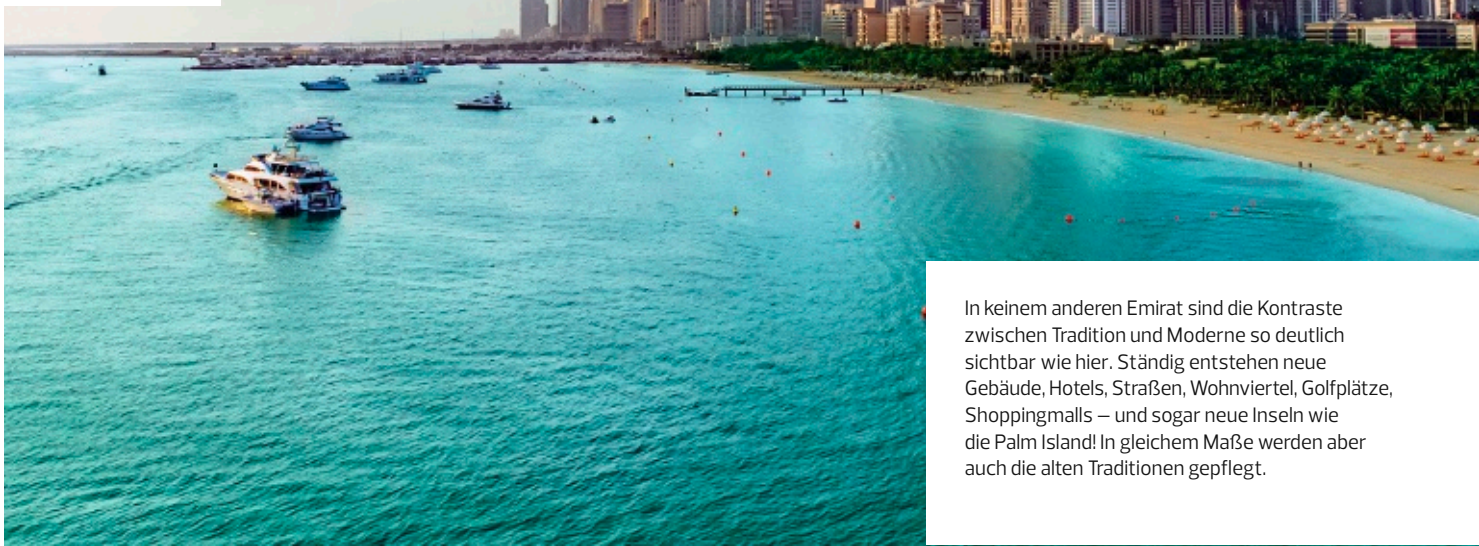 In keinem anderen Emirat sind die Kontraste
zwischen Tradition und Moderne so deutlich
sichtbar wie hier. Ständig entstehen neue
Gebäude, Hotels, Straßen, Wohnviertel, Golfplätze,
Shoppingmalls – und sogar neue Inseln wie
die Palm Island! In gleichem Maße werden aber
auch die alten Traditionen gepflegt.